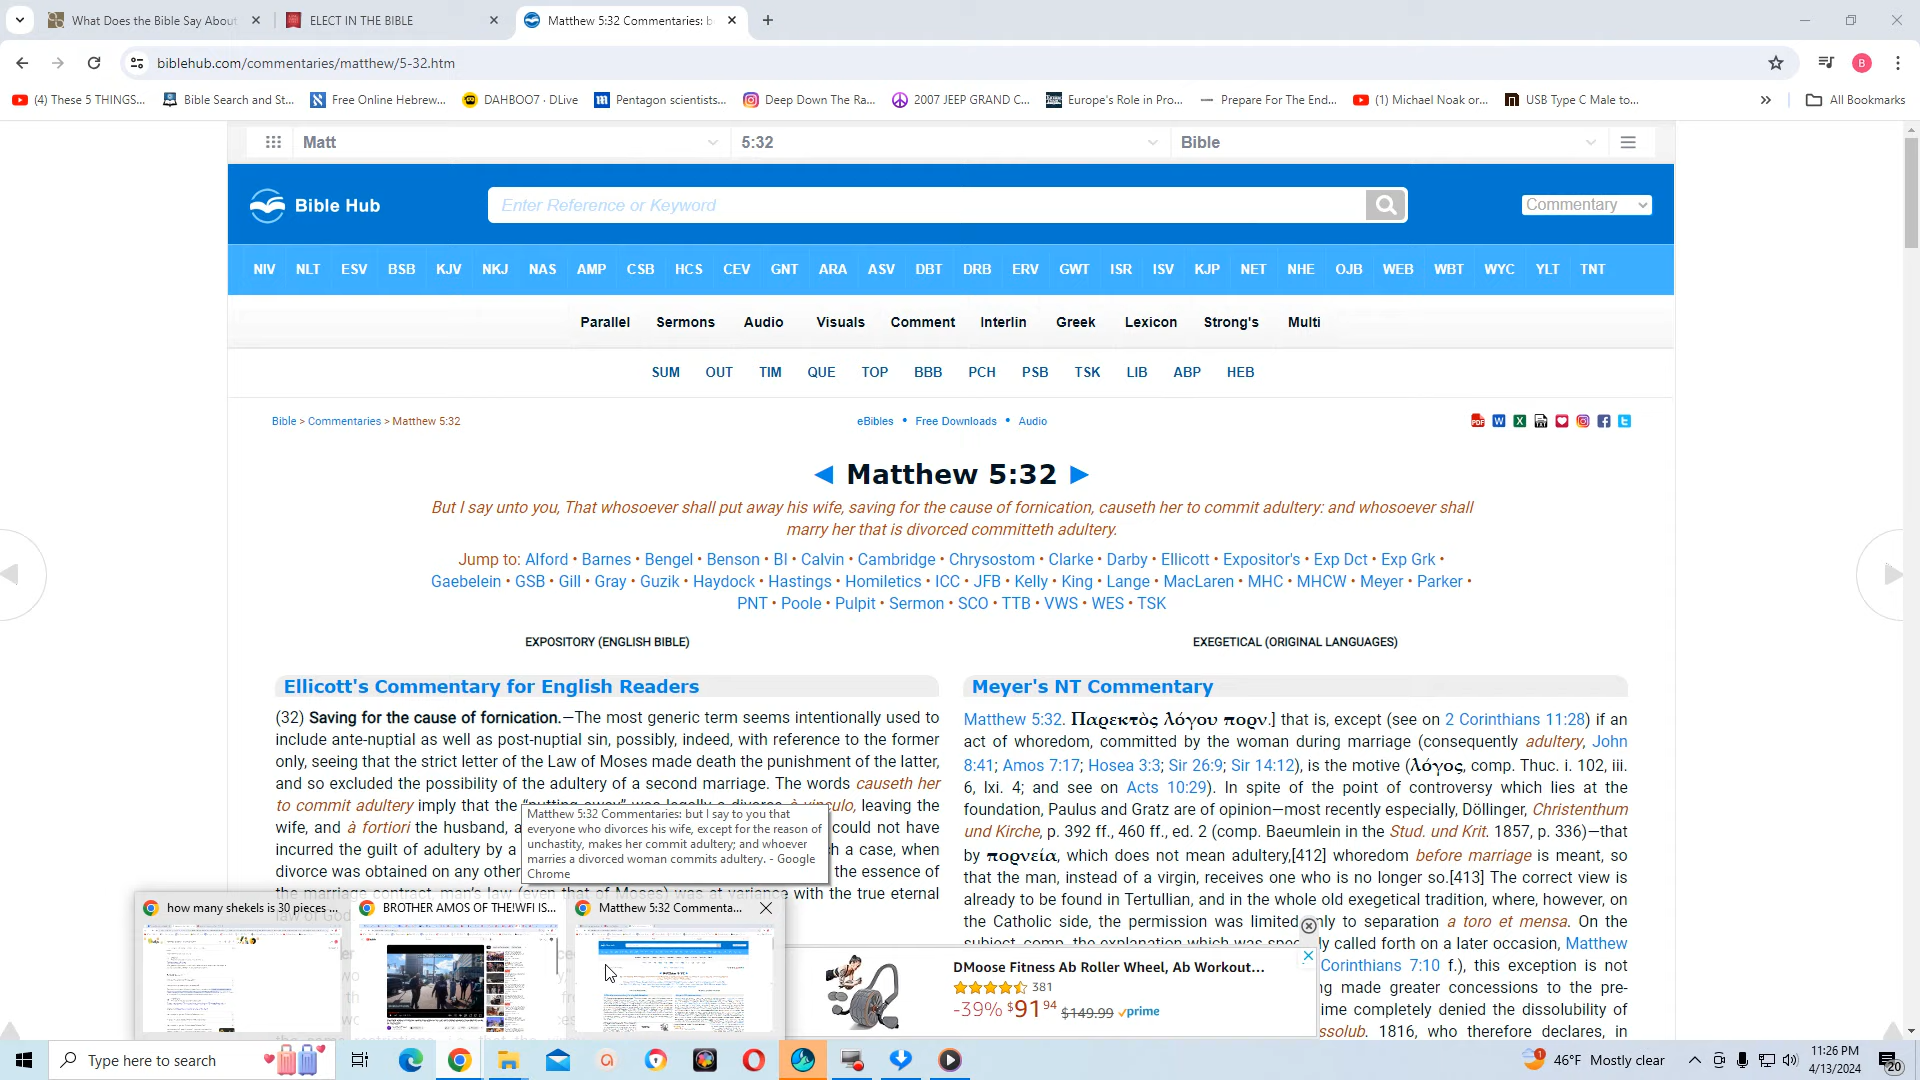 What Does the Bible Say About
ELECT IN THE BIBLE
Matthew 5:32 Commentaries: b
biblehub.com/commentaries/matthew/5-32.htm
B
(4) These 5 THINGS...
Bible Search and St...
Free Online Hebrew...
DAHBOO7 · DLive
Pentagon scientists...
Deep Down The Ra...
2007 JEEP GRAND C...
Europe's Role in Pro...
Prepare For The End...
(1) Michael Noak or...
USB Type C Male to...
All Bookmarks
Matt
5:32
Bible
Bible Hub
Enter Reference or Keyword
Commentary
NIV NLT ESV BSB KJV NKJ NAS AMP CSB HCS CEV GNT ARA ASV DBT DRB ERV GWT ISR ISV KJP NET NHE OJB WEB WBT WYC YLT TNT
Parallel Sermons Audio Visuals Comment Interlin Greek Lexicon Strong's Multi
SUM OUT TIM QUE TOP BBB PCH PSB TSK LIB ABP HEB
Bible > Commentaries > Matthew 5:32
eBibles • Free Downloads • Audio
◄ Matthew 5:32 ►
But I say unto you, That whosoever shall put away his wife, saving for the cause of fornication, causeth her to commit adultery: and whosoever shall
marry her that is divorced committeth adultery.
Jump to: Alford • Barnes • Bengel • Benson • BI • Calvin • Cambridge • Chrysostom • Clarke • Darby • Ellicott • Expositor's • Exp Dct • Exp Grk •
Gaebelein • GSB • Gill • Gray • Guzik • Haydock • Hastings • Homiletics • ICC • JFB • Kelly • King • Lange • MacLaren • MHC • MHCW • Meyer • Parker •
PNT • Poole • Pulpit • Sermon • SCO • TTB • VWS • WES • TSK
EXPOSITORY (ENGLISH BIBLE)
Ellicott's Commentary for English Readers
(32) Saving for the cause of fornication.—The most generic term seems intentionally used to
include ante-nuptial as well as post-nuptial sin, possibly, indeed, with reference to the former
only, seeing that the strict letter of the Law of Moses made death the punishment of the latter,
and so excluded the possibility of the adultery of a second marriage. The words causeth her
to commit adultery imply that the "putting away" was legally a divorce à vinculo, leaving the
wife, and à fortiori the husband, a could not have
incurred the guilt of adultery by a h a case, when
divorce was obtained on any other the essence of
the marriage contract, man's law (even that of Moses) was at variance with the true eternal
law of God
EXEGETICAL (ORIGINAL LANGUAGES)
Meyer's NT Commentary
Matthew 5:32. Παρεκτὸς λόγου πορν.] that is, except (see on 2 Corinthians 11:28) if an
act of whoredom, committed by the woman during marriage (consequently adultery, John
8:41; Amos 7:17; Hosea 3:3; Sir 26:9; Sir 14:12), is the motive (λόγος, comp. Thuc. i. 102, iii.
6, lxi. 4; and see on Acts 10:29). In spite of the point of controversy which lies at the
foundation, Paulus and Gratz are of opinion—most recently especially, Döllinger, Christenthum
und Kirche, p. 392 ff., 460 ff., ed. 2 (comp. Baeumlein in the Stud. und Krit. 1857, p. 336)—that
by πορνεία, which does not mean adultery,[412] whoredom before marriage is meant, so
that the man, instead of a virgin, receives one who is no longer so.[413] The correct view is
already to be found in Tertullian, and in the whole old exegetical tradition, where, however, on
the Catholic side, the permission was limited only to separation a toro et mensa. On the
subject, comp. the explanation which was spec ly called forth on a later occasion, Matthew
Corinthians 7:10 f.), this exception is not
ng made greater concessions to the pre-
ime completely denied the dissolubility of
ssolub. 1816, who therefore declares, in
Matthew 5:32 Commentaries: but I say to you that
everyone who divorces his wife, except for the reason of
unchastity, makes her commit adultery; and whoever
marries a divorced woman commits adultery. - Google
Chrome
how many shekels is 30 pieces ...
BROTHER AMOS OF THE!WFI IS...
Matthew 5:32 Commenta...
DMoose Fitness Ab Roller Wheel, Ab Workout...
381
-39% $91.94 $149.99 prime
Type here to search
1
46°F Mostly clear
11:26 PM
4/13/2024
20